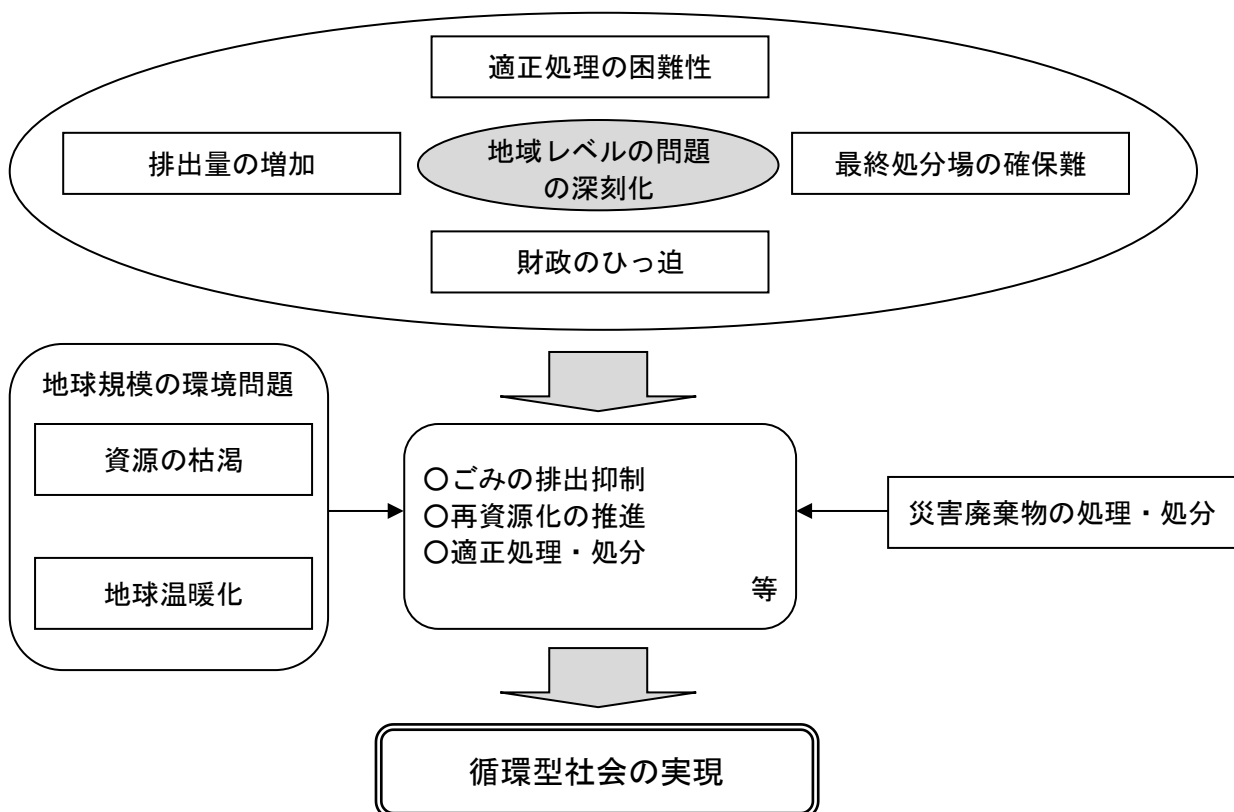 適正処理の困難性
排出量の増加
地域レベルの問題
の深刻化
最終処分場の確保難
財政のひっ迫
地球規模の環境問題
資源の枯渇
地球温暖化
○ごみの排出抑制
○再資源化の推進
○適正処理・処分
等
災害廃棄物の処理・処分
循環型社会の実現